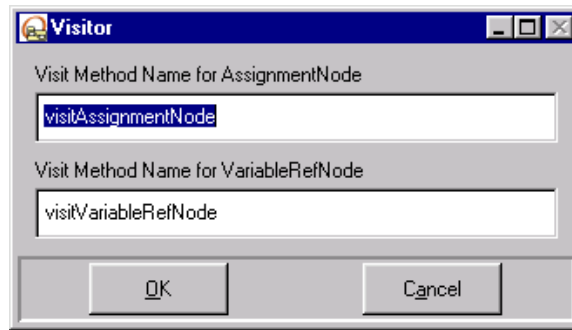 Visitor
Visit Method Name for AssignmentNode
visitAssignmentNode
Visit Method Name for VariableRefNode
visitVariableRefNode
OK Cancel